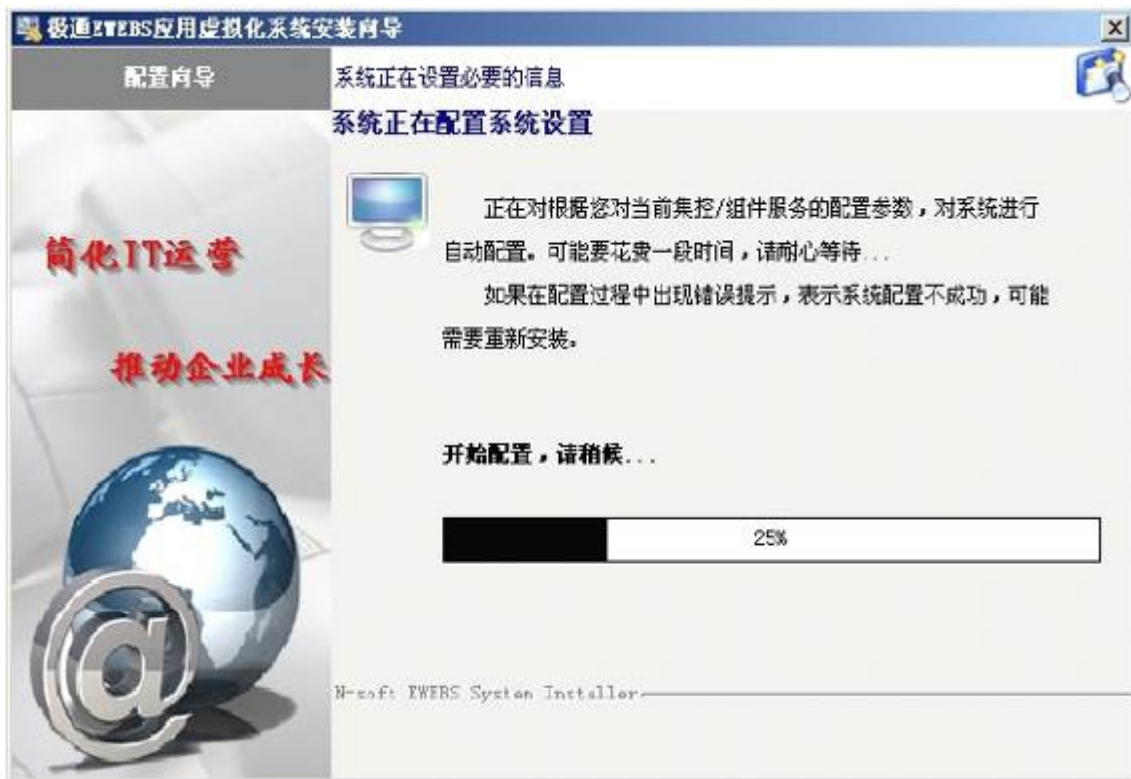 极通EWEBS应用虚拟化系统安装向导
配置向导
系统正在设置必要的信息
系统正在配置系统设置
正在对根据您对当前集控/组件服务的配置参数，对系统进行
自动配置。可能要花费一段时间，请耐心等待...
如果在配置过程中出现错误提示，表示系统配置不成功，可能
需要重新安装。
简化IT运营
推动企业成长
开始配置，请稍候...
25%
N-soft EWEBS System Installer